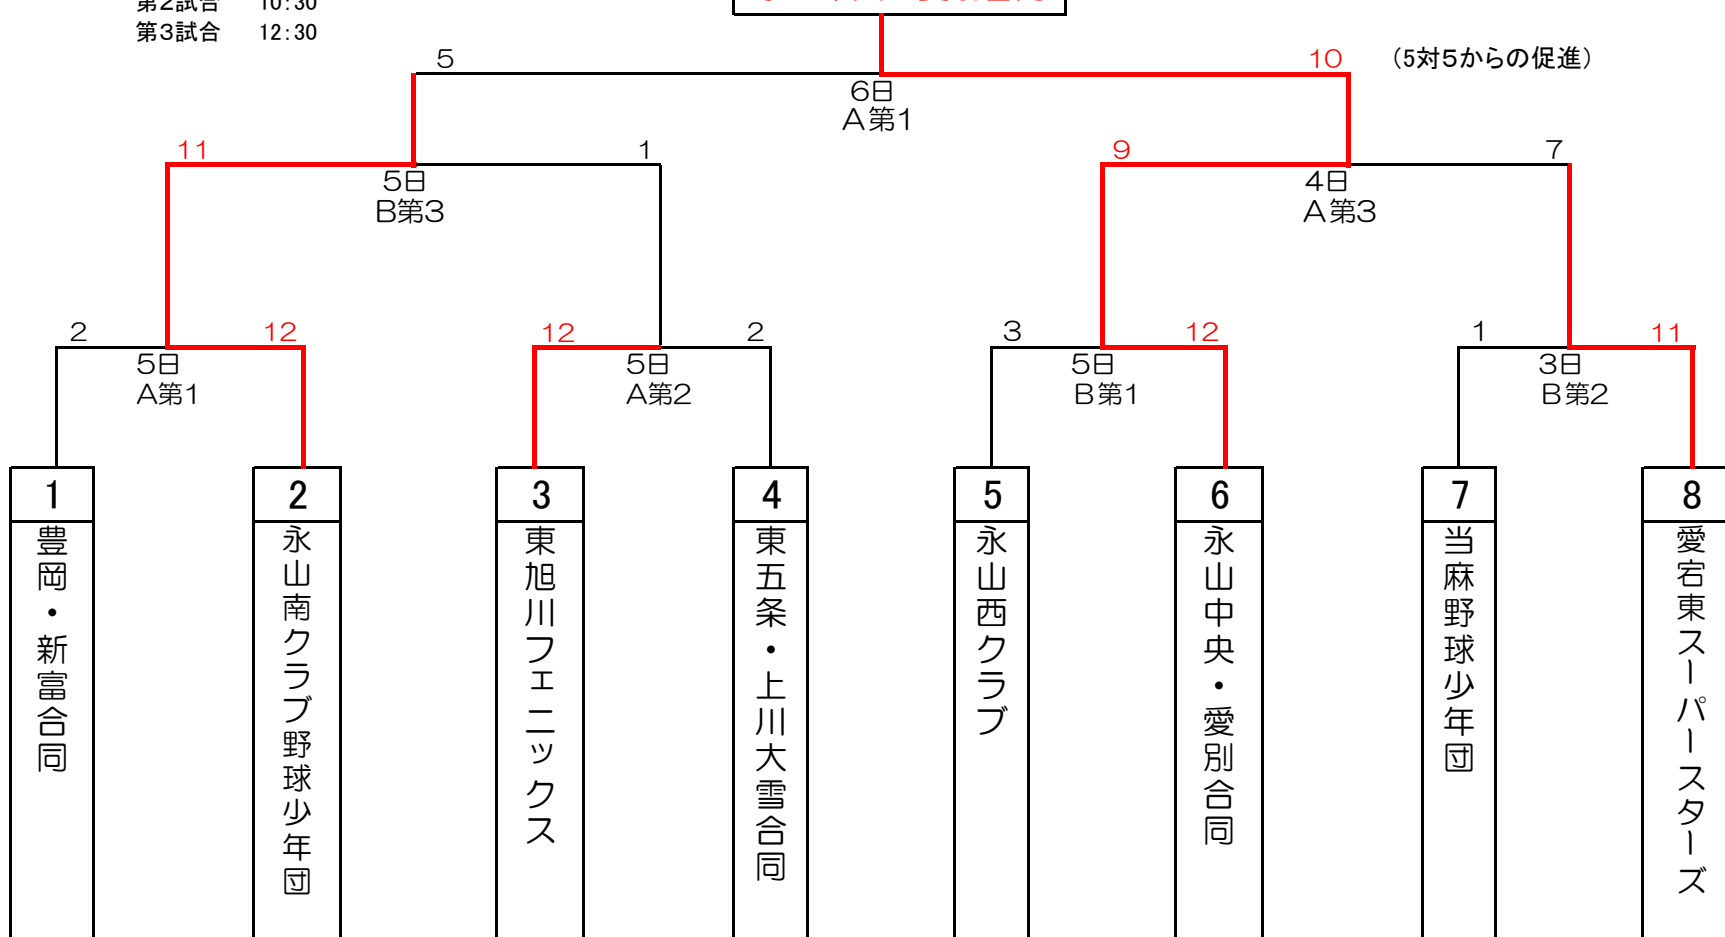 第2試合 10:30
第3試合 12:30
5
10
(5対5からの促進)
6日
A第1
11
1
9
7
5日
B第3
4日
A第3
2
12
12
2
3
12
1
11
5日
A第1
5日
A第2
5日
B第1
3日
B第2
1
2
3
4
5
6
7
8
豊岡・新富合同
永山南クラブ野球少年団
東旭川フェニックス
東五条・上川大雪合同
永山西クラブ
永山中央・愛別合同
当麻野球少年団
愛宕東スーパースターズ